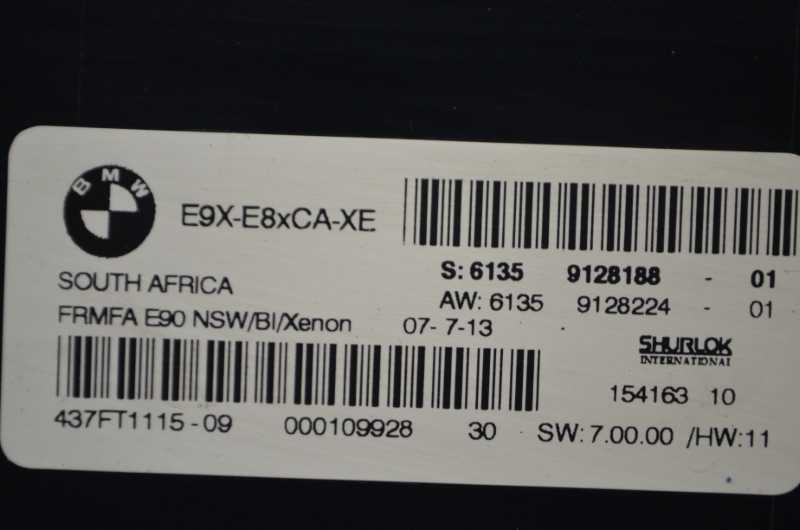 BMW
E9X-E8xCA-XE
S: 6135 9128188 - 01
SOUTH AFRICA
AW: 6135 9128224 - 01
FRMFA E90 NSW/BI/Xenon 07- 7-13
SHURLOK
INTERNATIONAL
154163 10
437FT1115-09 000109928 30 SW: 7.00.00 /HW:11